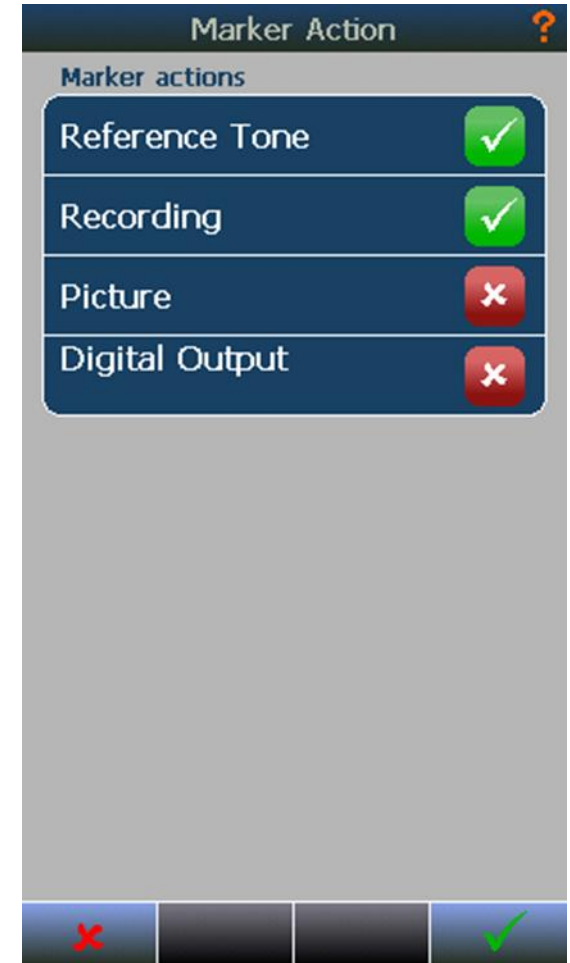 Marker Action ?
Marker actions
Reference Tone
Recording
Picture
Digital Output